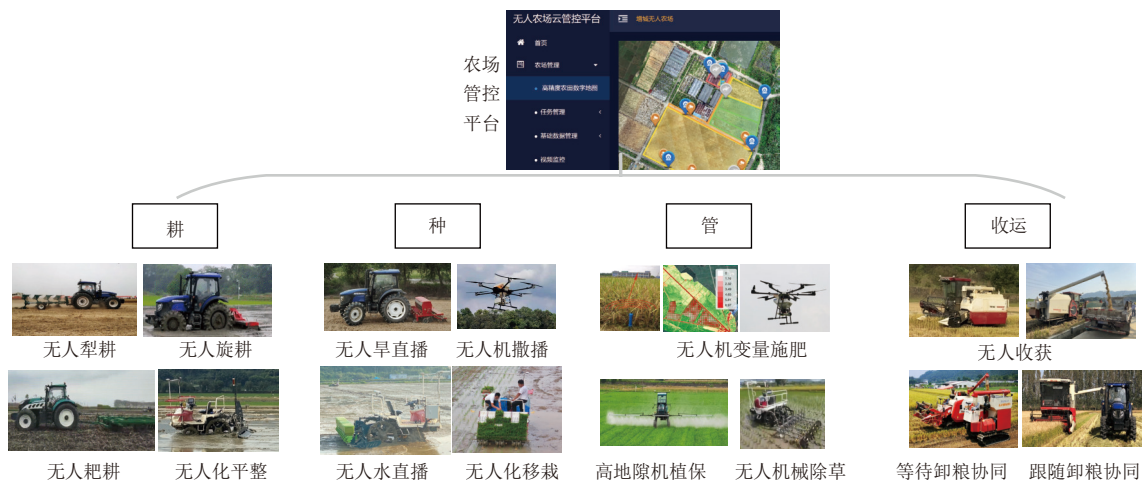 无人农场云管控平台
增城无人农场
首页
农场管理
高精度农田数字地图
任务管理
基础数据管理
视频监控
农场
管控
平台
耕
种
管
收运
无人犁耕
无人旋耕
无人旱直播
无人机撒播
无人机变量施肥
无人收获
无人耙耕
无人化平整
无人水直播
无人化移栽
高地隙机植保
无人机械除草
等待卸粮协同
跟随卸粮协同